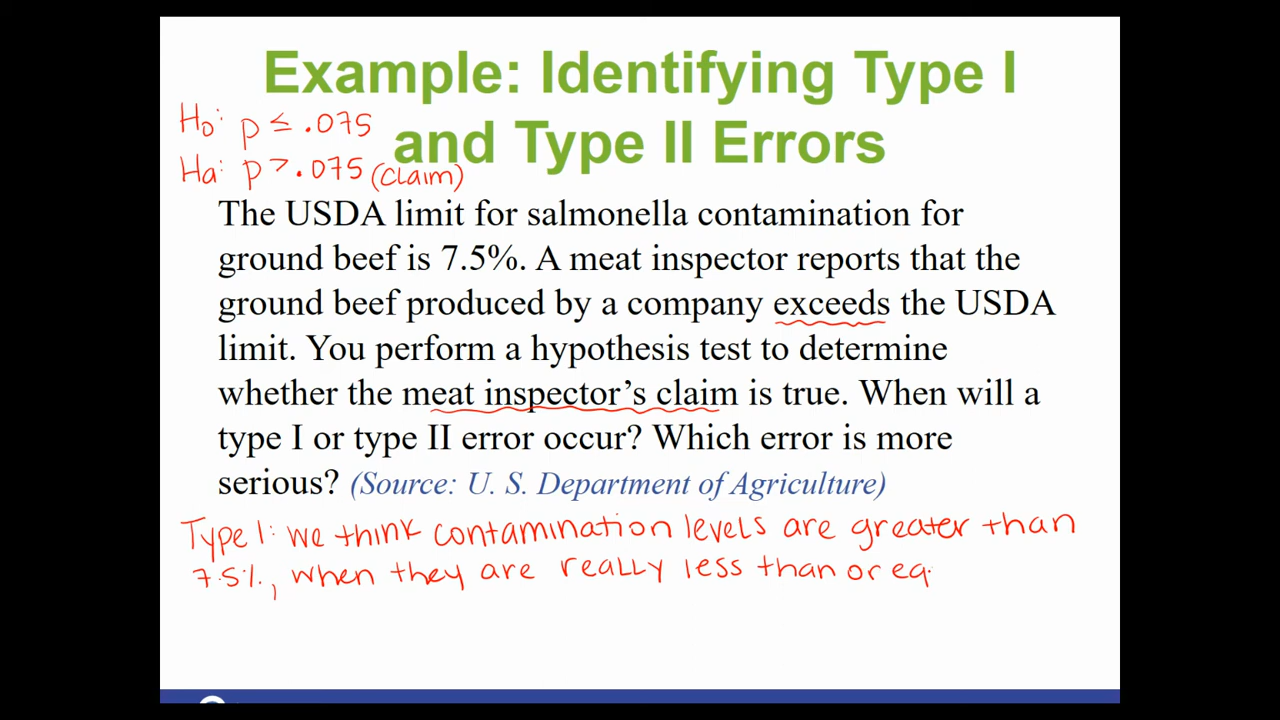 Example: Identifying Type I
and Type II Errors
H₀: p ≤ .075
Ha: p > .075 (claim)
The USDA limit for salmonella contamination for
ground beef is 7.5%. A meat inspector reports that the
ground beef produced by a company exceeds the USDA
limit. You perform a hypothesis test to determine
whether the meat inspector’s claim is true. When will a
type I or type II error occur? Which error is more
serious? (Source: U. S. Department of Agriculture)
Type I: we think contamination levels are greater than
7.5%, when they are really less than or eq